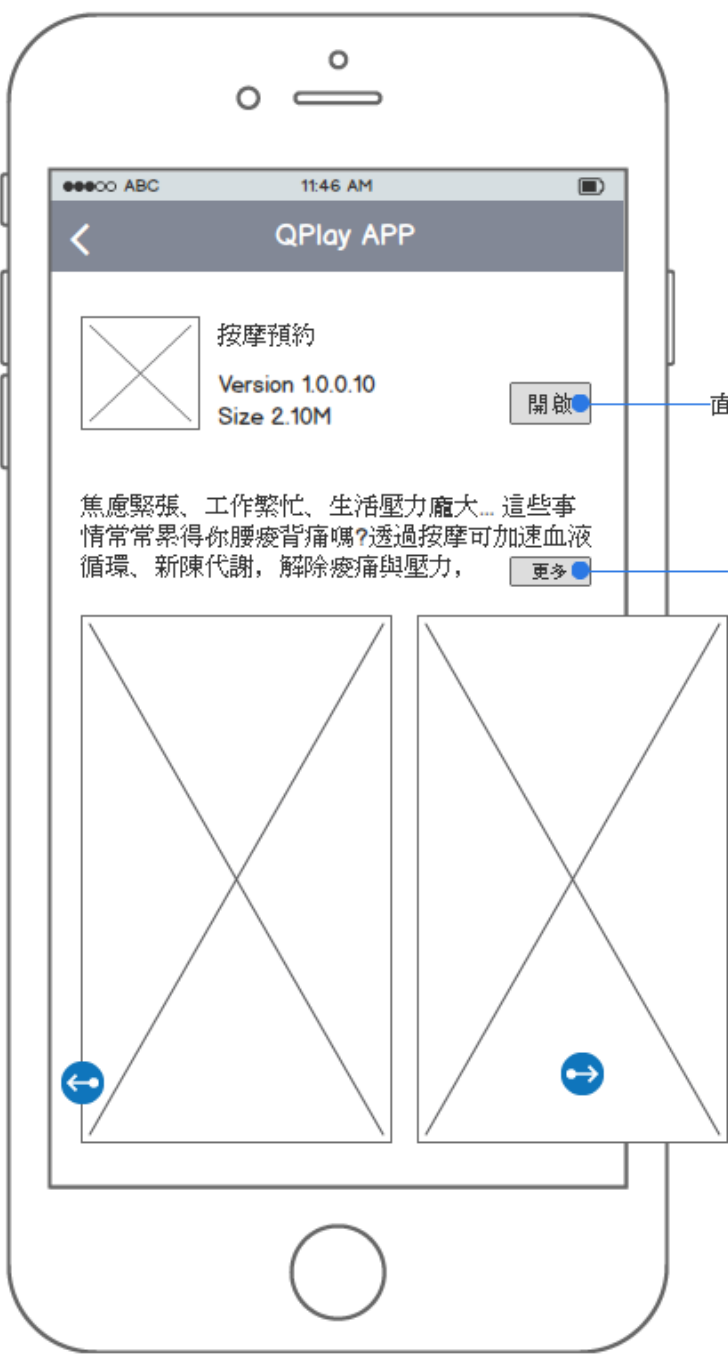 ABC 11:46 AM
QPlay APP
按摩預約
Version 1.0.0.10
Size 2.10M
開啟
焦慮緊張、工作繁忙、生活壓力龐大... 這些事
情常常累得你腰痠背痛嗎?透過按摩可加速血液
循環、新陳代謝，解除痠痛與壓力，
更多